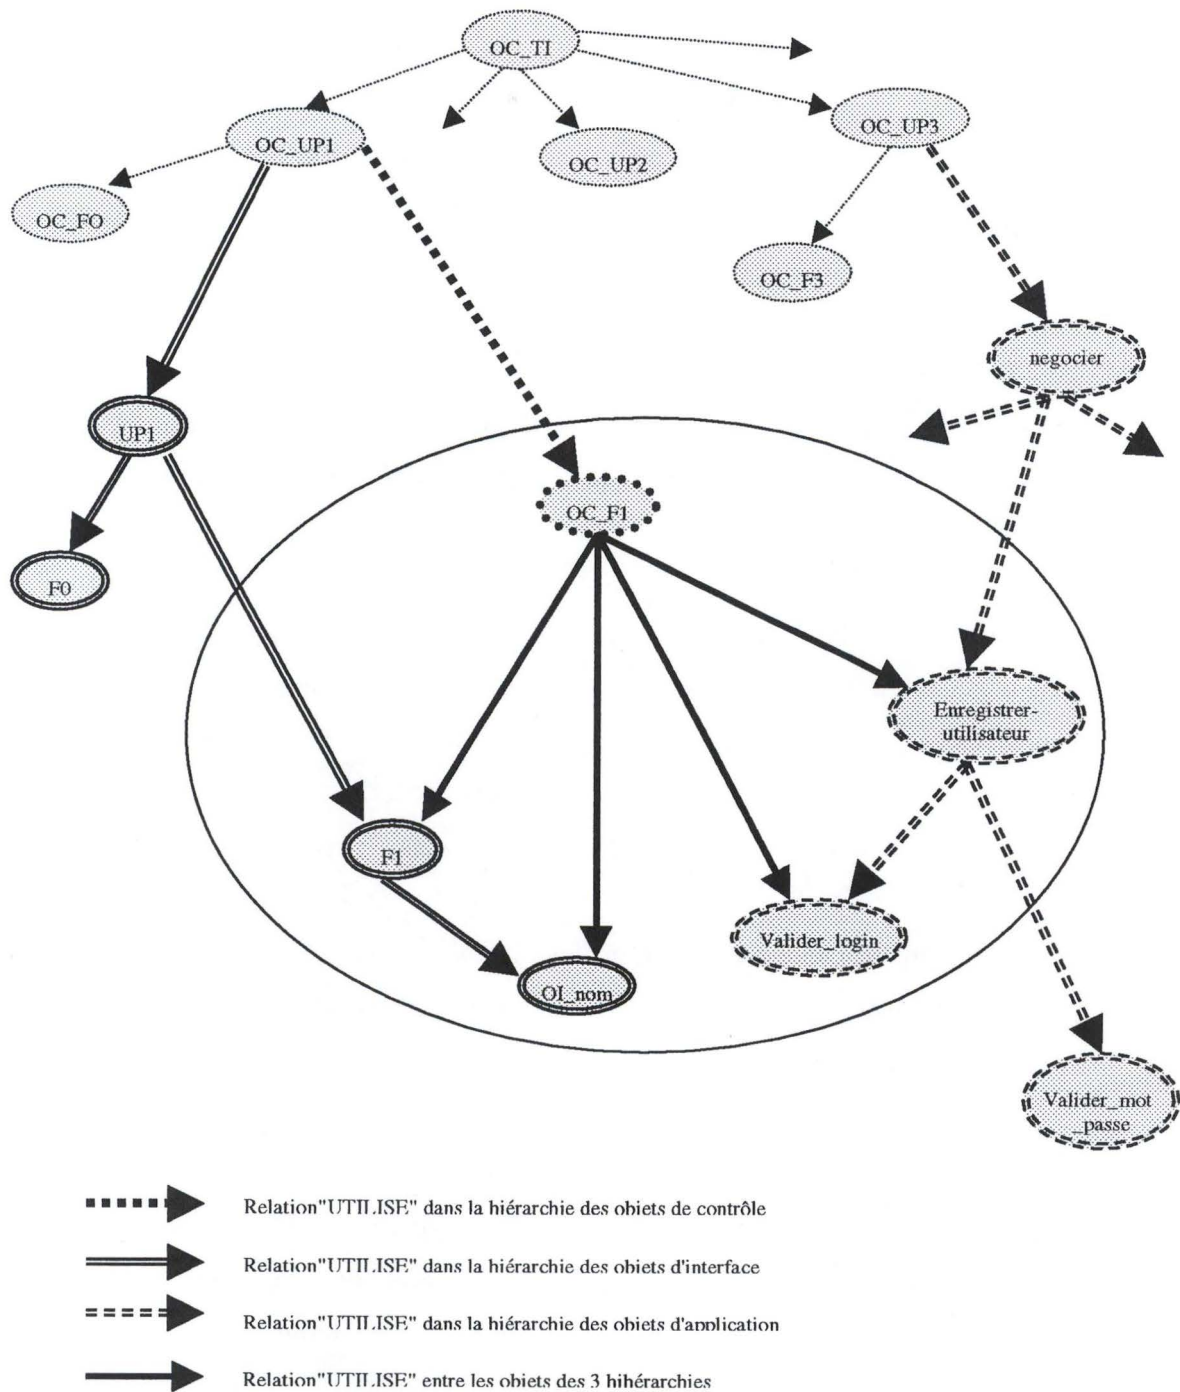 OC_TI
OC_UP1
OC_UP2
OC_UP3
OC_FO
OC_F3
negocier
UP1
OC_F1
F0
Enregistrer-
utilisateur
F1
Valider_login
OI_nom
Valider_mot
_passe
Relation"UTILISE" dans la hiérarchie des objets de contrôle
Relation"UTILISE" dans la hiérarchie des objets d'interface
Relation"UTILISE" dans la hiérarchie des objets d'application
Relation"UTILISE" entre les objets des 3 hihérarchies